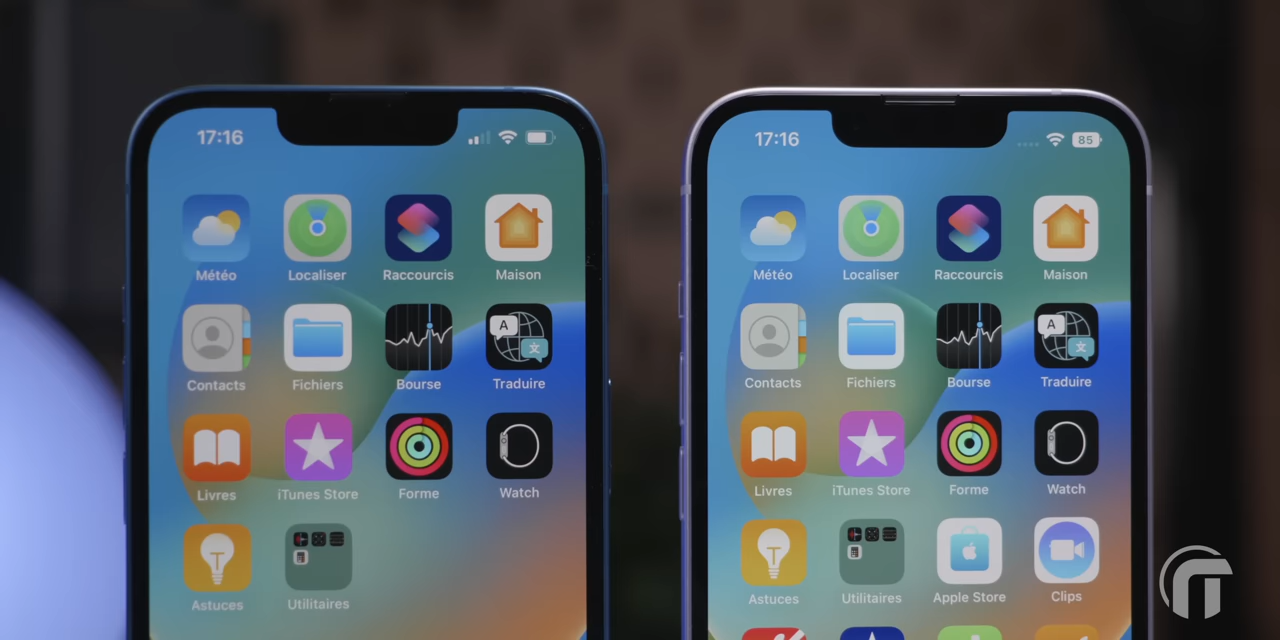 17:16
Météo Localiser Raccourcis Maison
A
文
Contacts Fichiers Bourse Traduire
Livres iTunes Store Forme Watch
Astuces Utilitaires
17:16
85
Météo Localiser Raccourcis Maison
A
文
Contacts Fichiers Bourse Traduire
Livres iTunes Store Forme Watch
Astuces Utilitaires Apple Store Clips